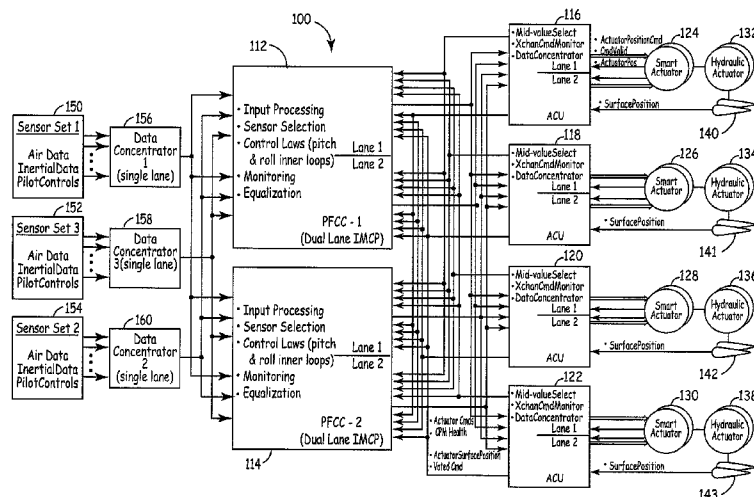 100
150
Sensor Set 1
Air Data
InertialData
PilotControls
156
Data
Concentrator
1
(single lane)
152
Sensor Set 3
Air Data
InertialData
PilotControls
158
Data
Concentrator
3(single lane)
154
Sensor Set 2
Air Data
InertialData
PilotControls
160
Data
Concentrator
2
(single lane)
112
• Input Processing
• Sensor Selection
• Control Laws (pitch
& roll inner loops)
Lane 1
Lane 2
• Monitoring
• Equalization
PFCC - 1
(Dual Lane IMCP)
• Input Processing
• Sensor Selection
• Control Laws (pitch
& roll inner loops)
Lane 1
Lane 2
• Monitoring
• Equalization
PFCC - 2
(Dual Lane IMCP)
114
• Actuator Cmds
• CPM Health
• ActuatorSurfacePosition
• Voted Cmd
116
• Mid-valueSelect
• XchanCmdMonitor
• DataConcentrator
Lane 1
Lane 2
ACU
• ActuatorPositionCmd
• CmdValid
• ActuatorPos
124
Smart
Actuator
132
Hydraulic
Actuator
• SurfacePosition
140
118
• Mid-valueSelect
• XchanCmdMonitor
• DataConcentrator
Lane 1
Lane 2
ACU
126
Smart
Actuator
134
Hydraulic
Actuator
• SurfacePosition
141
120
• Mid-valueSelect
• XchanCmdMonitor
• DataConcentrator
Lane 1
Lane 2
ACU
128
Smart
Actuator
136
Hydraulic
Actuator
• SurfacePosition
142
122
• Mid-valueSelect
• XchanCmdMonitor
• DataConcentrator
Lane 1
Lane 2
ACU
130
Smart
Actuator
138
Hydraulic
Actuator
• SurfacePosition
143